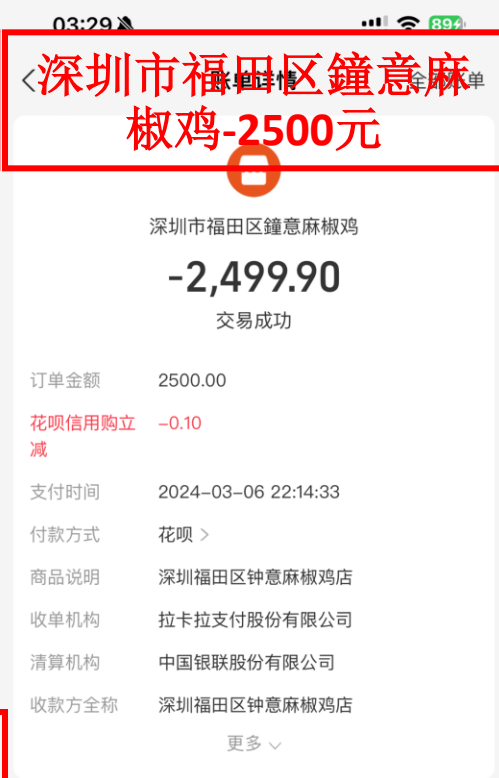 03:29
89
深圳市福田区鐘意麻
椒鸡-2500元
账单详情
全部账单
深圳市福田区鐘意麻椒鸡
-2,499.90
交易成功
订单金额 2500.00
花呗信用购立减 -0.10
支付时间 2024-03-06 22:14:33
付款方式 花呗
商品说明 深圳福田区钟意麻椒鸡店
收单机构 拉卡拉支付股份有限公司
清算机构 中国银联股份有限公司
收款方全称 深圳福田区钟意麻椒鸡店
更多